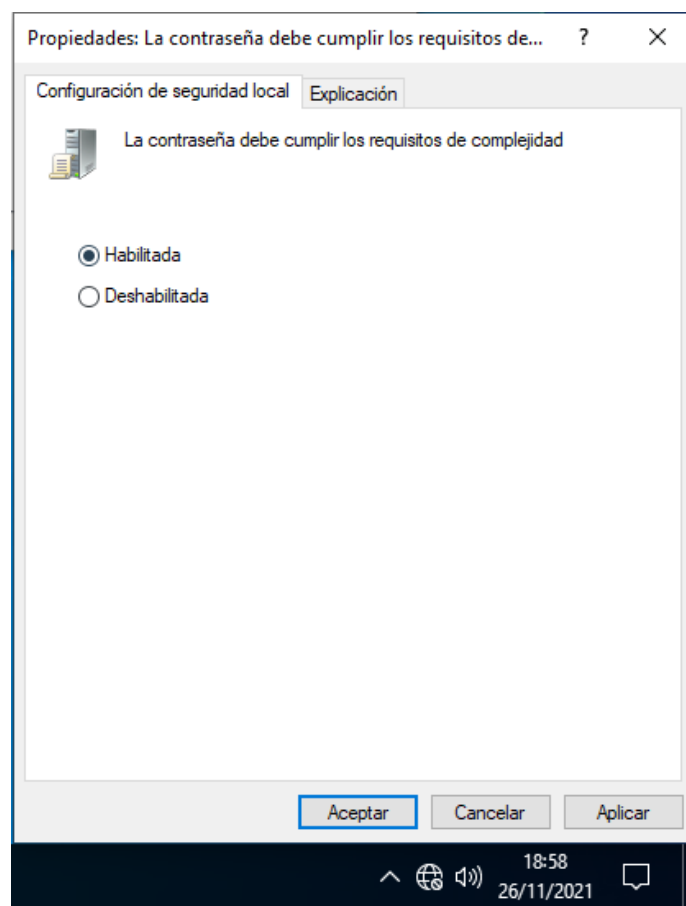 Propiedades: La contraseña debe cumplir los requisitos de... ?
Configuración de seguridad local Explicación
La contraseña debe cumplir los requisitos de complejidad
Habilitada
Deshabilitada
Aceptar Cancelar Aplicar
18:58
26/11/2021